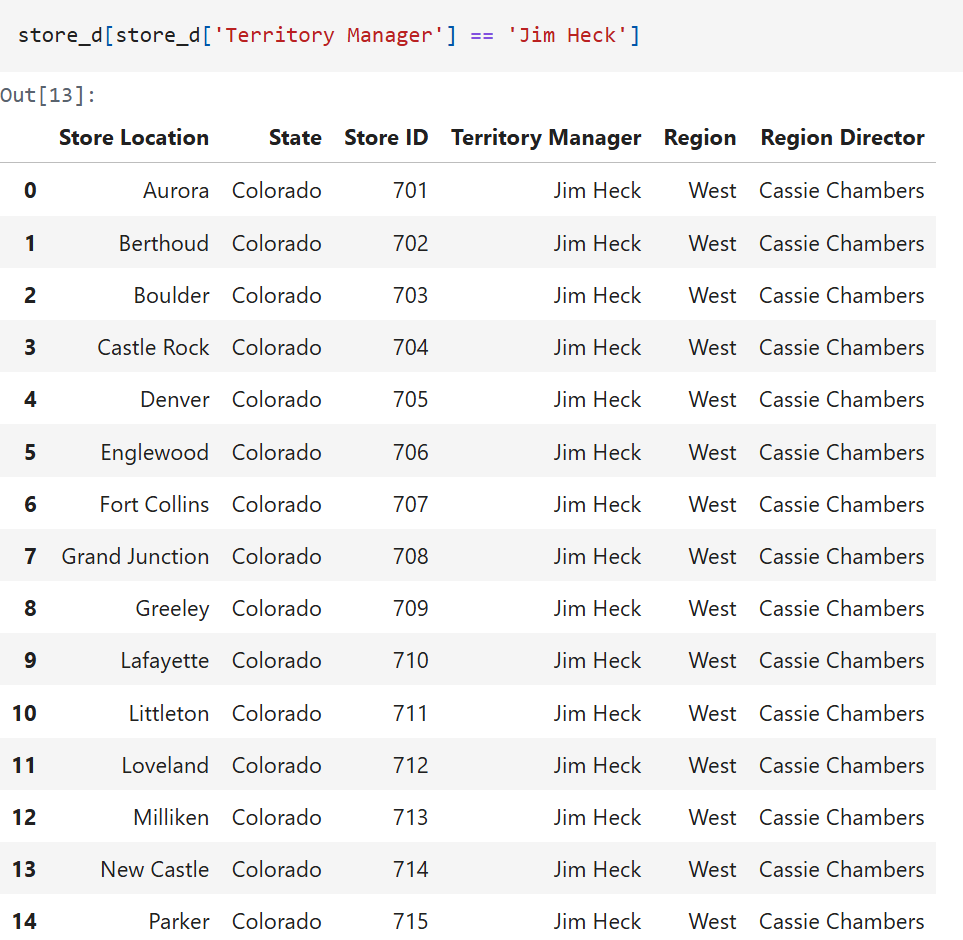 store_d[store_d['Territory Manager'] == 'Jim Heck']
Out[13]:
Store Location State Store ID Territory Manager Region Region Director
0 Aurora Colorado 701 Jim Heck West Cassie Chambers
1 Berthoud Colorado 702 Jim Heck West Cassie Chambers
2 Boulder Colorado 703 Jim Heck West Cassie Chambers
3 Castle Rock Colorado 704 Jim Heck West Cassie Chambers
4 Denver Colorado 705 Jim Heck West Cassie Chambers
5 Englewood Colorado 706 Jim Heck West Cassie Chambers
6 Fort Collins Colorado 707 Jim Heck West Cassie Chambers
7 Grand Junction Colorado 708 Jim Heck West Cassie Chambers
8 Greeley Colorado 709 Jim Heck West Cassie Chambers
9 Lafayette Colorado 710 Jim Heck West Cassie Chambers
10 Littleton Colorado 711 Jim Heck West Cassie Chambers
11 Loveland Colorado 712 Jim Heck West Cassie Chambers
12 Milliken Colorado 713 Jim Heck West Cassie Chambers
13 New Castle Colorado 714 Jim Heck West Cassie Chambers
14 Parker Colorado 715 Jim Heck West Cassie Chambers